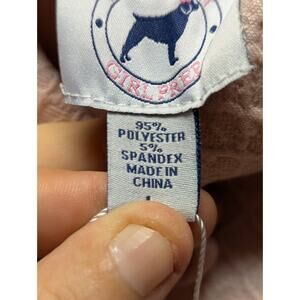 GIRL PREP
95%
POLYESTER
5%
SPANDEX
MADE IN
CHINA
L